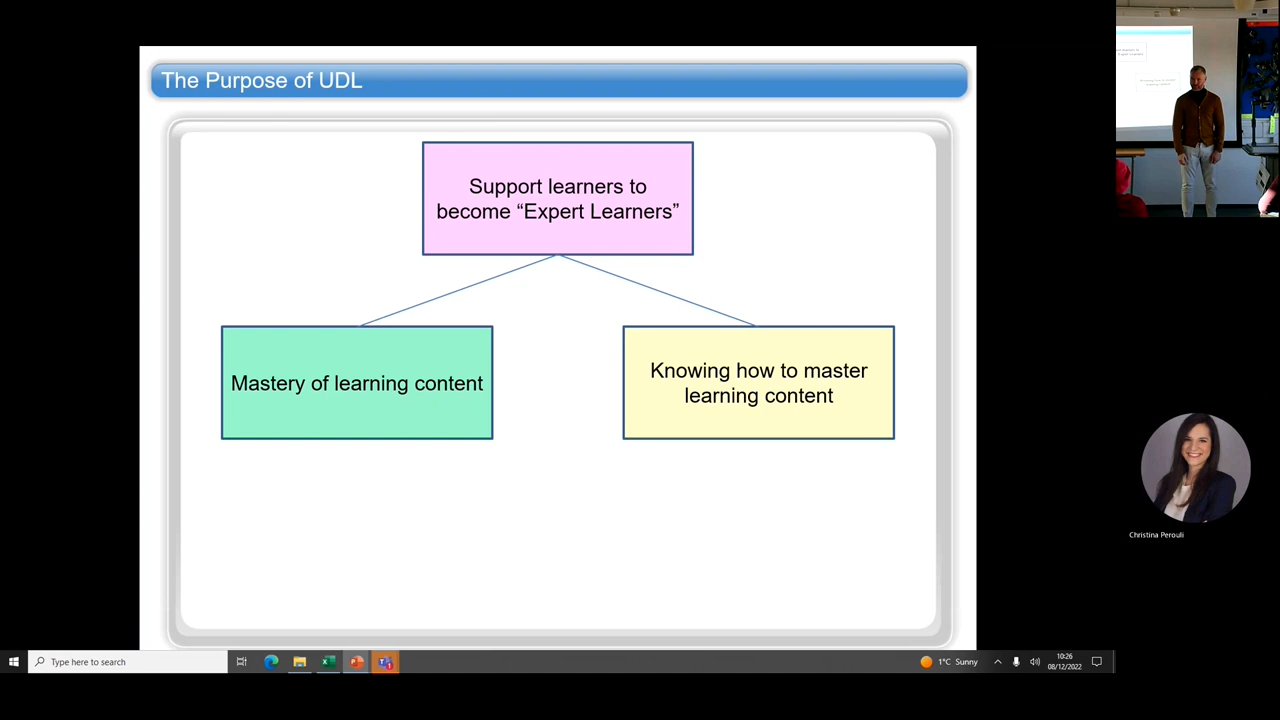 The Purpose of UDL
Support learners to
become “Expert Learners”
Mastery of learning content
Knowing how to master
learning content
Christina Perouli
Type here to search
1°C Sunny
10:26
08/12/2022